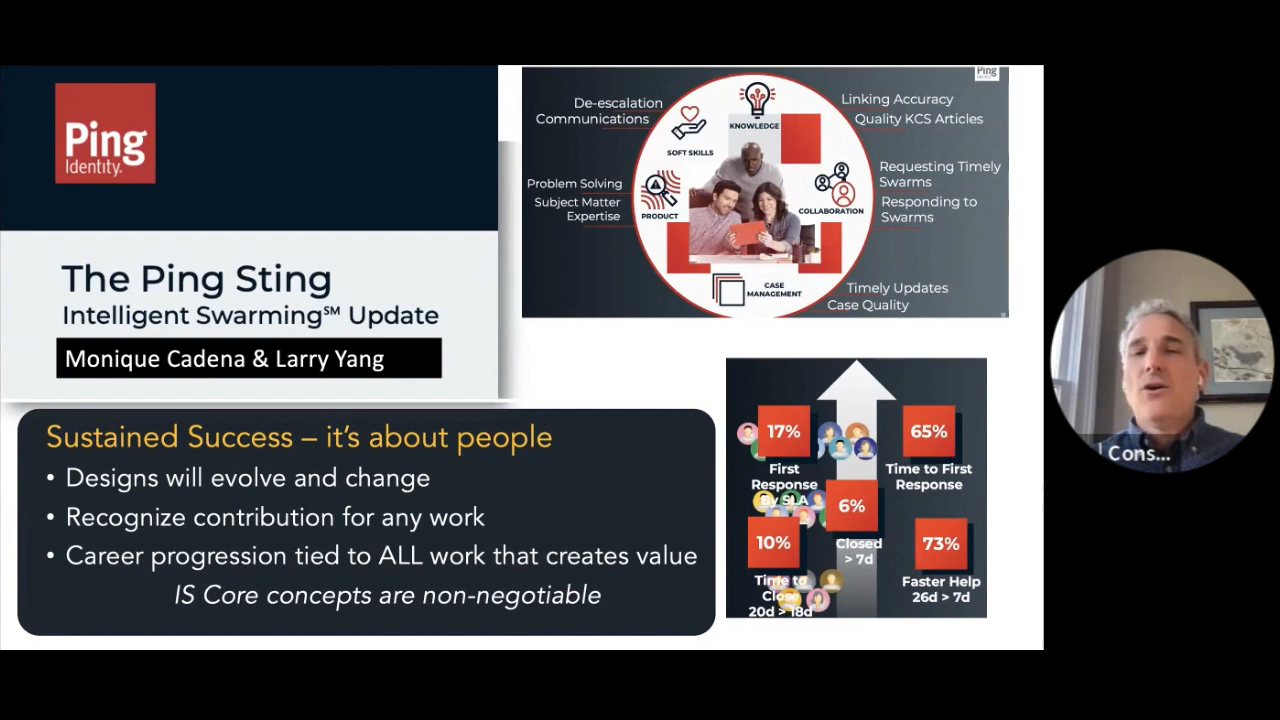 Ping
Identity.
The Ping Sting
Intelligent Swarming℠ Update
Monique Cadena & Larry Yang
Ping
De-escalation
Communications
Problem Solving
Subject Matter
Expertise
KNOWLEDGE
SOFT SKILLS
PRODUCT
COLLABORATION
CASE
MANAGEMENT
Linking Accuracy
Quality KCS Articles
Requesting Timely
Swarms
Responding to
Swarms
Timely Updates
Case Quality
Sustained Success – it's about people
• Designs will evolve and change
• Recognize contribution for any work
• Career progression tied to ALL work that creates value
IS Core concepts are non-negotiable
17%
First
Response
By SLA
65%
Time to First
Response
6%
Closed
> 7d
10%
Time to
Close
20d > 18d
73%
Faster Help
26d > 7d
Cons...